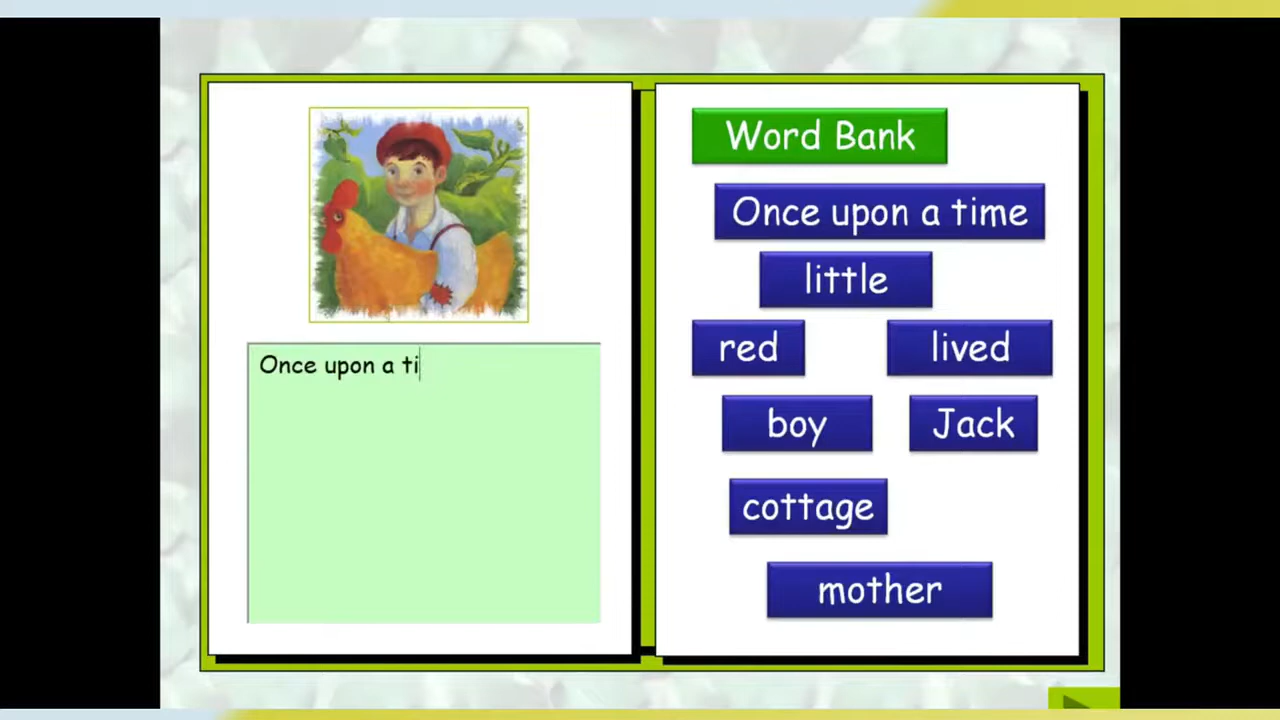 Once upon a ti
Word Bank
Once upon a time
little
red lived
boy Jack
cottage
mother